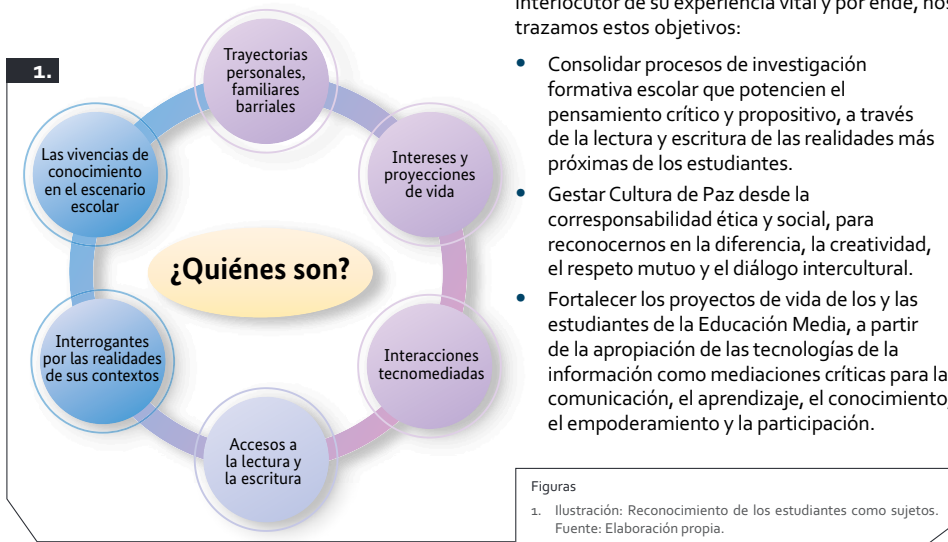 1.
Trayectorias
personales,
familiares
barriales
Intereses y
proyecciones
de vida
Interacciones
tecnomediadas
Accesos a
la lectura y
la escritura
Interrogantes
por las realidades
de sus contextos
Las vivencias de
conocimiento
en el escenario
escolar
¿Quiénes son?
interlocutor de su experiencia vital y por ende, nos
trazamos estos objetivos:
• Consolidar procesos de investigación
formativa escolar que potencien el
pensamiento crítico y propositivo, a través
de la lectura y escritura de las realidades más
próximas de los estudiantes.
• Gestar Cultura de Paz desde la
corresponsabilidad ética y social, para
reconocernos en la diferencia, la creatividad,
el respeto mutuo y el diálogo intercultural.
• Fortalecer los proyectos de vida de los y las
estudiantes de la Educación Media, a partir
de la apropiación de las tecnologías de la
información como mediaciones críticas para la
comunicación, el aprendizaje, el conocimiento,
el empoderamiento y la participación.
Figuras
1. Ilustración: Reconocimiento de los estudiantes como sujetos.
Fuente: Elaboración propia.